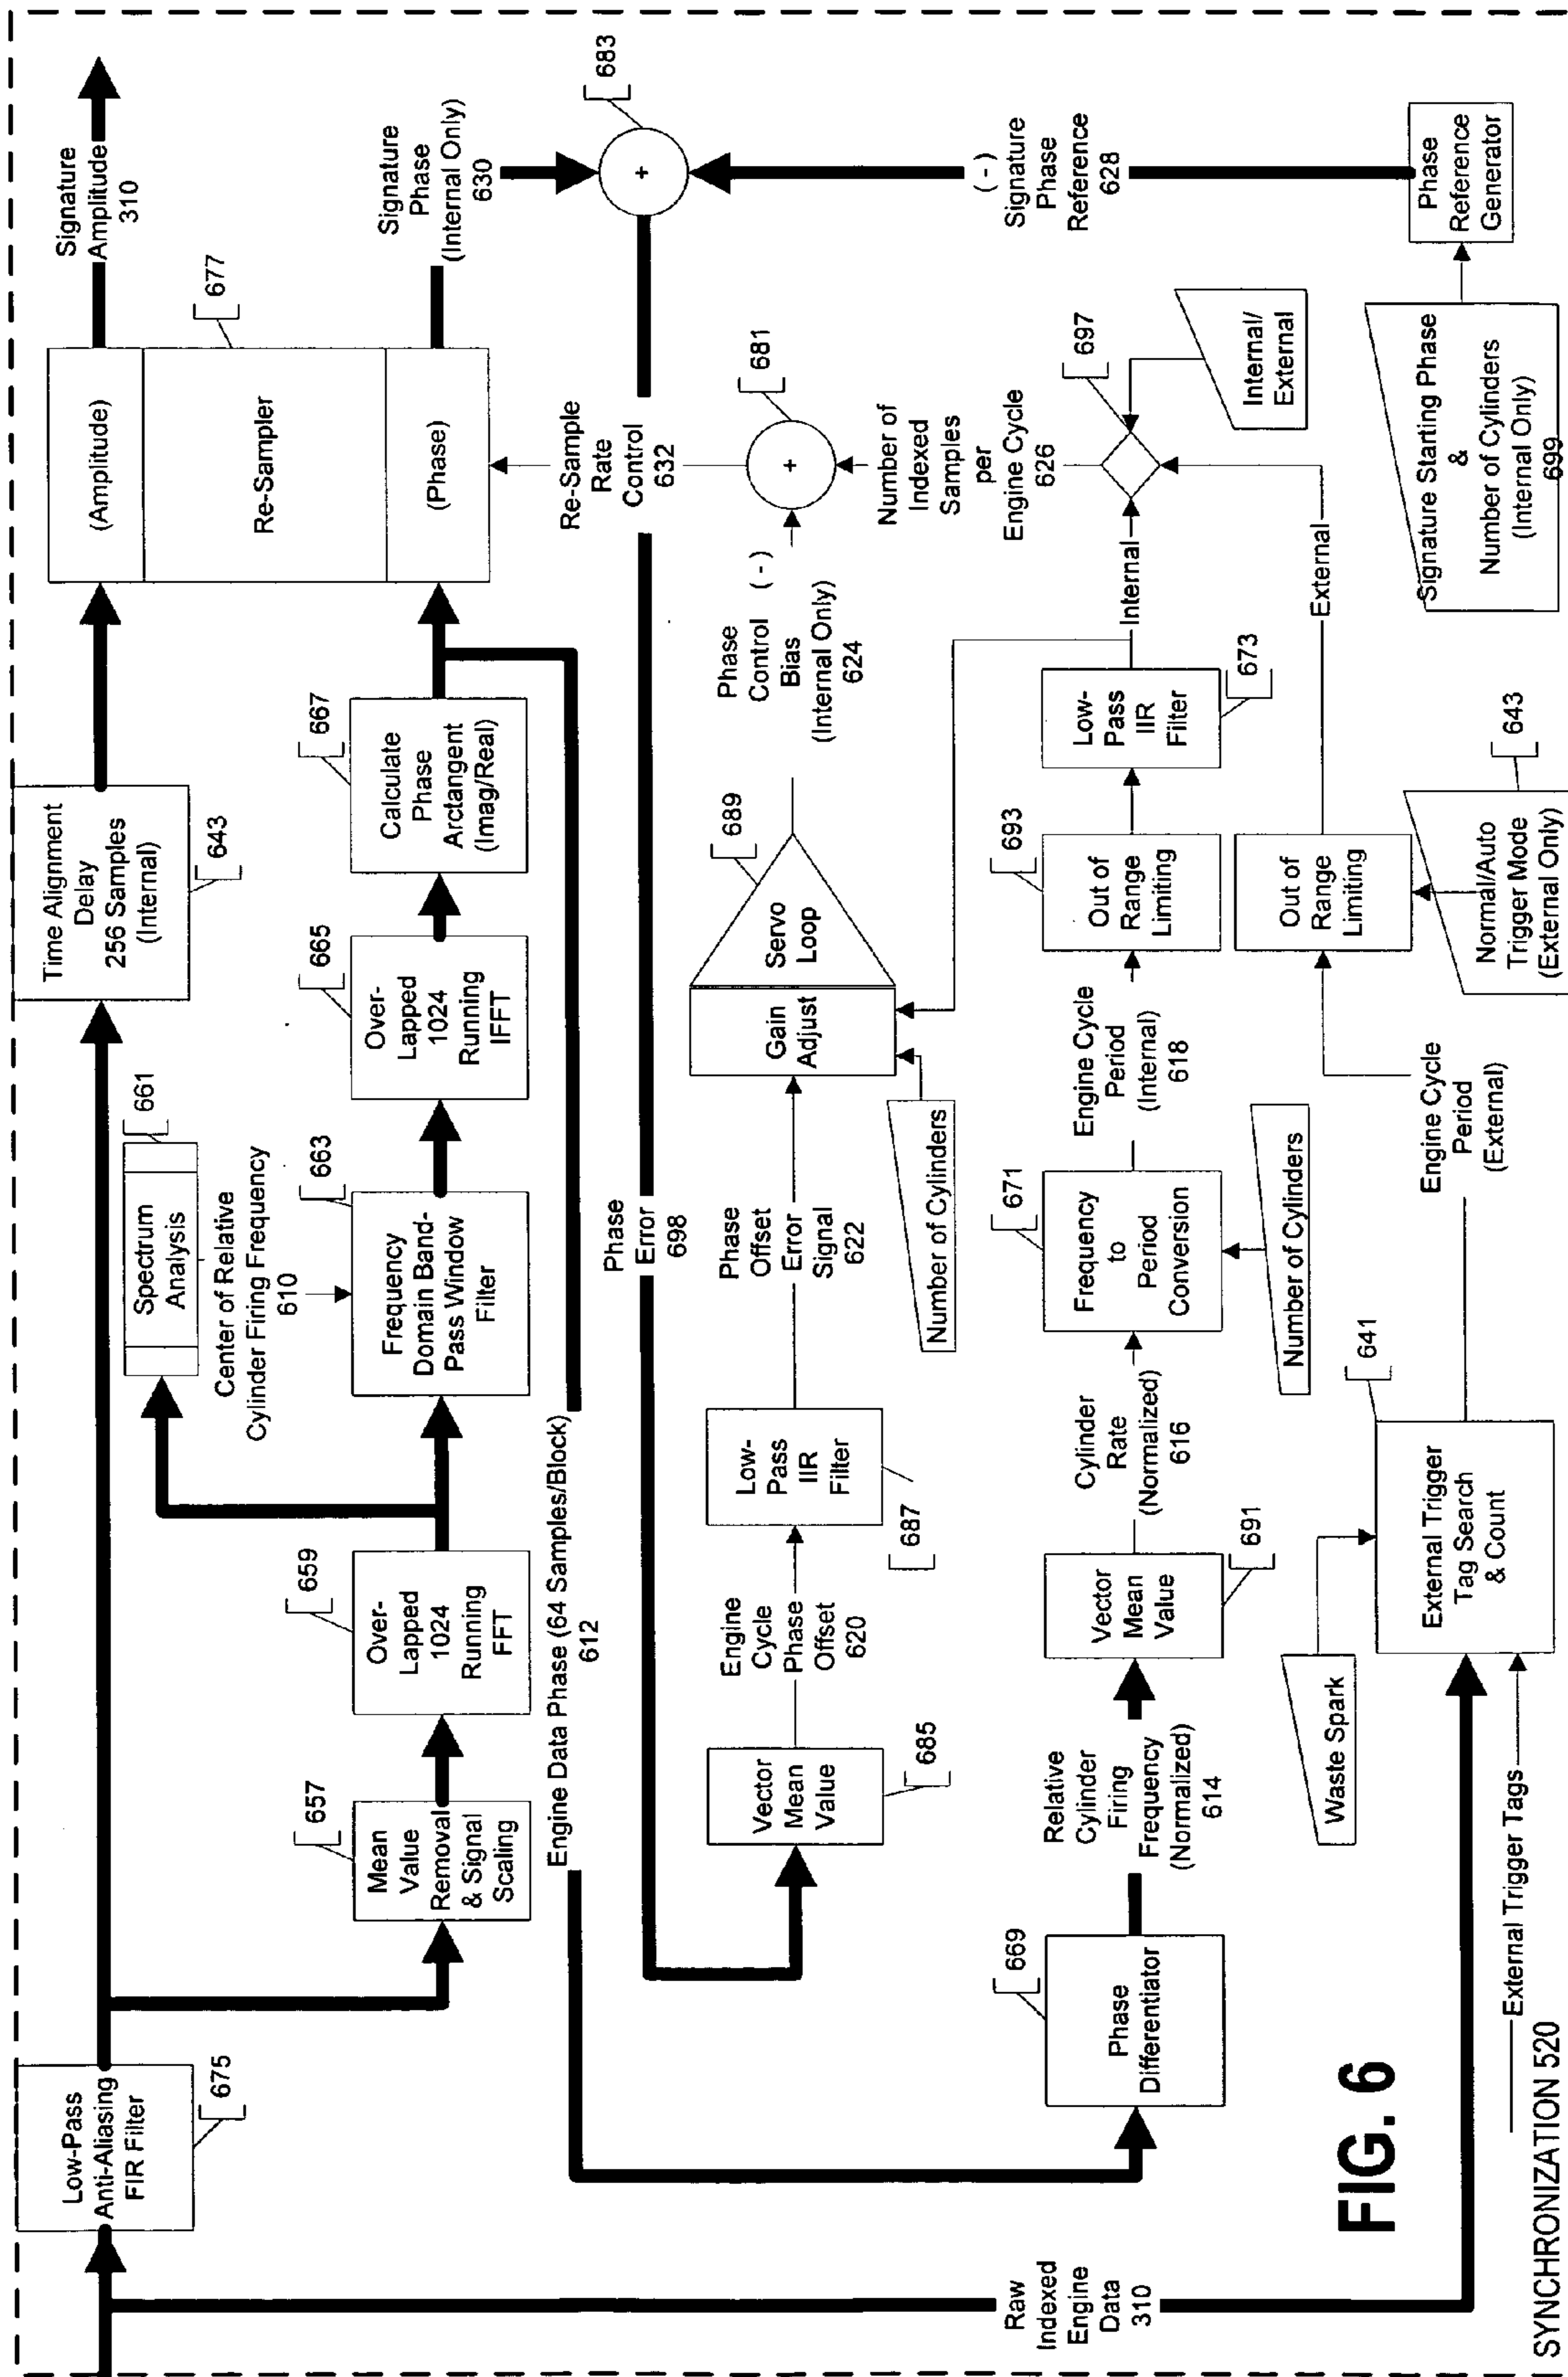 Low-Pass
Anti-Aliasing
FIR Filter
675
Time Alignment
Delay
256 Samples
(Internal)
643
Signature
Amplitude
310
(Amplitude)
Re-Sampler
(Phase)
677
Spectrum
Analysis
661
Center of Relative
Cylinder Firing Frequency
610
Mean
Value
Removal
& Signal
Scaling
657
Over-
Lapped
1024
Running
FFT
659
Frequency
Domain Band-
Pass Window
Filter
663
Over-
Lapped
1024
Running
IFFT
665
Calculate
Phase
Arctangent
(Imag/Real)
667
Signature
Phase
(Internal Only)
630
683
+
Engine Data Phase (64 Samples/Block)
612
Phase
Error
698
Re-Sample
Rate
Control
632
Vector
Mean
Value
685
Engine
Cycle
Phase
Offset
620
Low-
Pass
IIR
Filter
687
Phase
Offset
Error
Signal
622
Gain
Adjust
Servo
Loop
689
Number of Cylinders
Phase
Control (-)
Bias
(Internal Only)
624
+
681
(-)
Signature
Phase
Reference
628
Number of
Indexed
Samples
per
Engine Cycle
626
Phase
Differentiator
669
Relative
Cylinder
Firing
Frequency
(Normalized)
614
Vector
Mean
Value
691
Cylinder
Rate
(Normalized)
616
Frequency
to
Period
Conversion
671
Number of Cylinders
Engine Cycle
Period
(Internal)
618
Out of
Range
Limiting
693
Low-
Pass
IIR
Filter
673
Internal
697
Internal/
External
External
Out of
Range
Limiting
Normal/Auto
Trigger Mode
(External Only)
643
Engine Cycle
Period
(External)
Waste Spark
External Trigger
Tag Search
& Count
641
External Trigger Tags
Raw
Indexed
Engine
Data
310
Signature Starting Phase
&
Number of Cylinders
(Internal Only)
699
Phase
Reference
Generator
FIG. 6
SYNCHRONIZATION 520